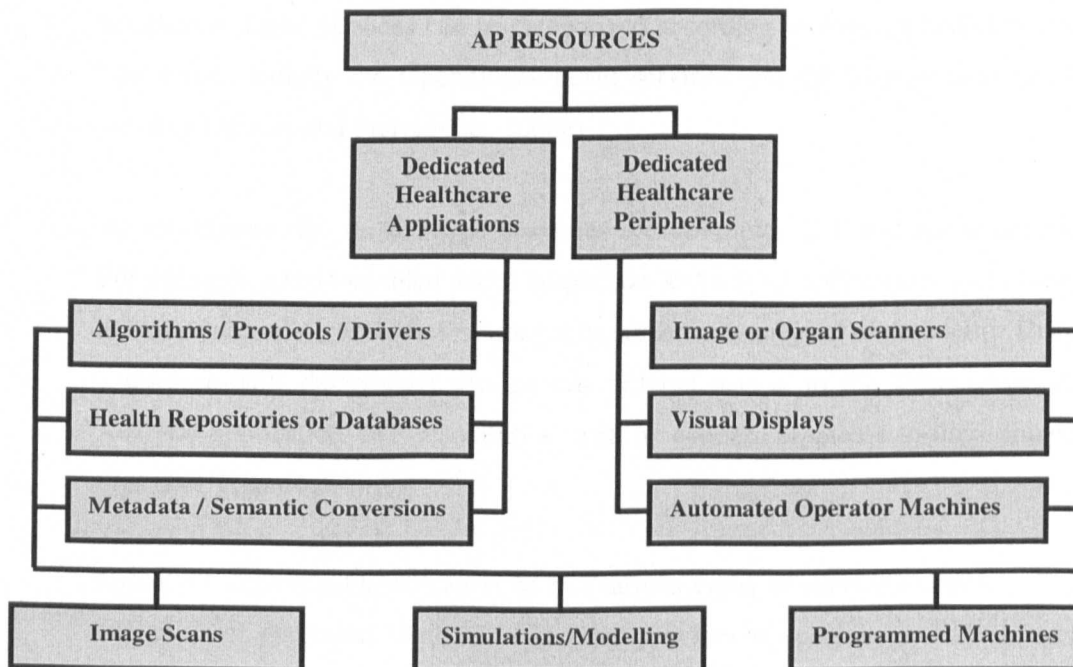 AP RESOURCES
Dedicated
Healthcare
Applications
Dedicated
Healthcare
Peripherals
Algorithms / Protocols / Drivers
Image or Organ Scanners
Health Repositories or Databases
Visual Displays
Metadata / Semantic Conversions
Automated Operator Machines
Image Scans
Simulations/Modelling
Programmed Machines